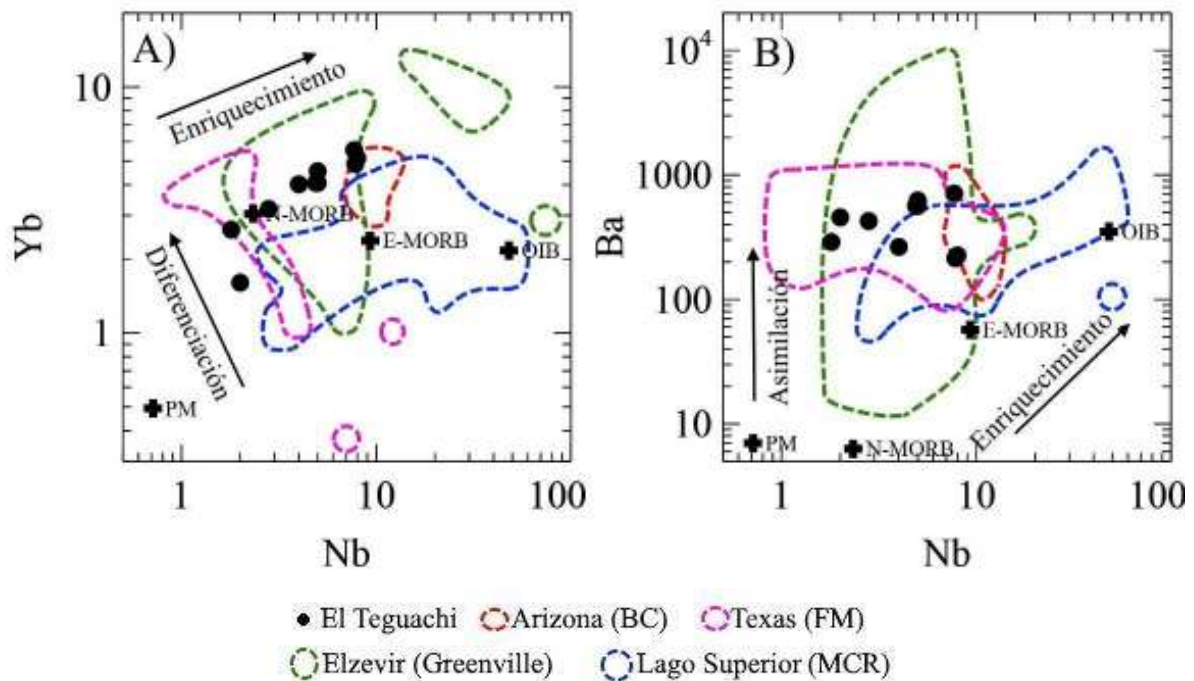 A)
Enriquecimiento
Diferenciación
N-MORB
E-MORB
OIB
PM
10
1
Yb
1
10
100
Nb
B)
10⁴
1000
100
10
Ba
Asimilación
Enriquecimiento
OIB
E-MORB
PM
N-MORB
1
10
100
Nb
El Teguachi
Arizona (BC)
Texas (FM)
Elzevir (Greenville)
Lago Superior (MCR)